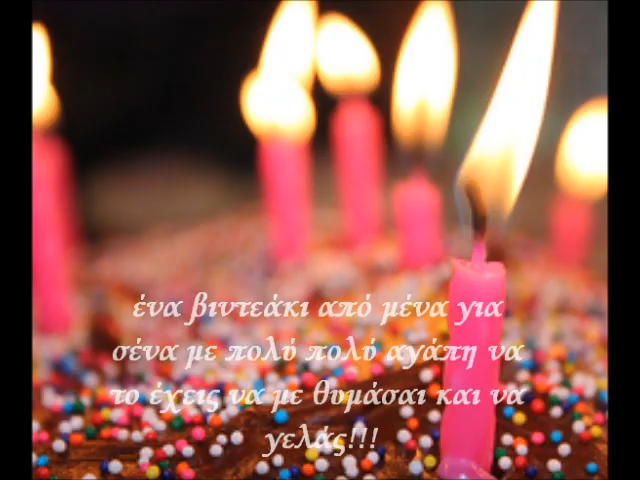 ένα βιντεάκι από μένα για
σένα με πολύ πολύ αγάπη να
το έχεις να με θυμάσαι και να
γελάς!!!